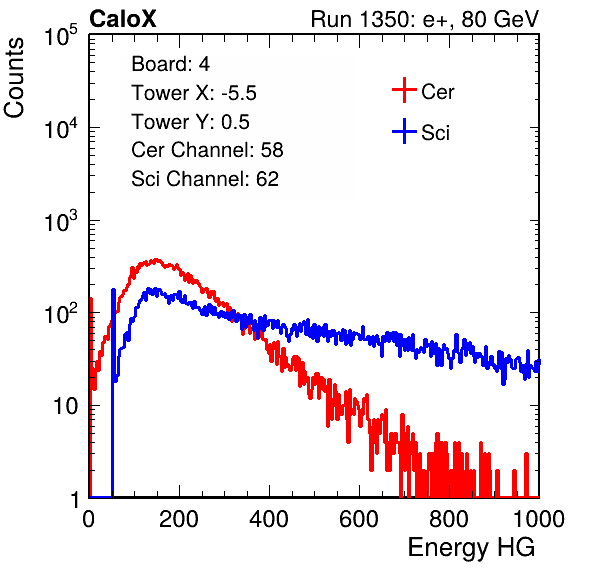 CaloX Run 1350: e+, 80 GeV
Counts
Board: 4
Tower X: -5.5
Tower Y: 0.5
Cer Channel: 58
Sci Channel: 62
Cer
Sci
10^5
10^4
10^3
10^2
10
1
0 200 400 600 800 1000
Energy HG